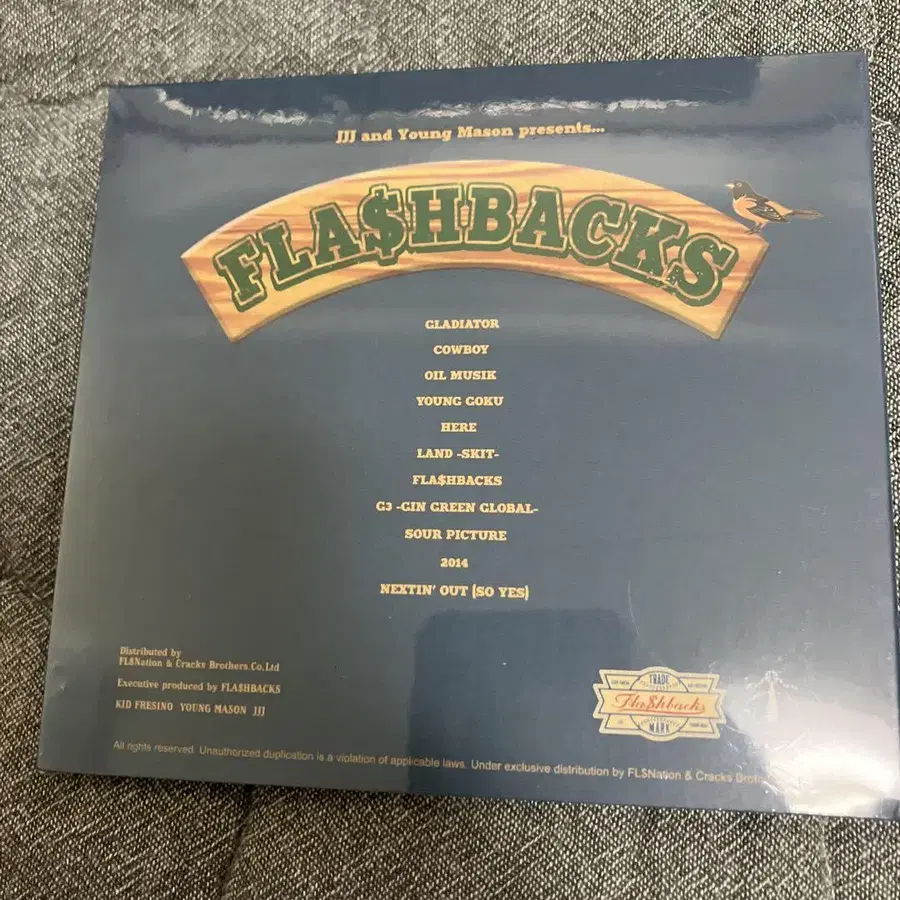 JJJ and Young Mason presents...
FLA$HBACKS
GLADIATOR
COWBOY
OIL MUSIK
YOUNG GOKU
HERE
LAND -SKIT-
FLA$HBACKS
G3 -GIN GREEN GLOBAL-
SOUR PICTURE
2014
NEXTIN' OUT (SO YES)
Distributed by
FL$Nation & Cracks Brothers.Co,Ltd
Executive produced by FLA$HBACKS
KID FRESINO YOUNG MASON JJJ
TRADE
Fla$hbacks
MARK
All rights reserved. Unauthorized duplication is a violation of applicable laws. Under exclusive distribution by FL$Nation & Cracks